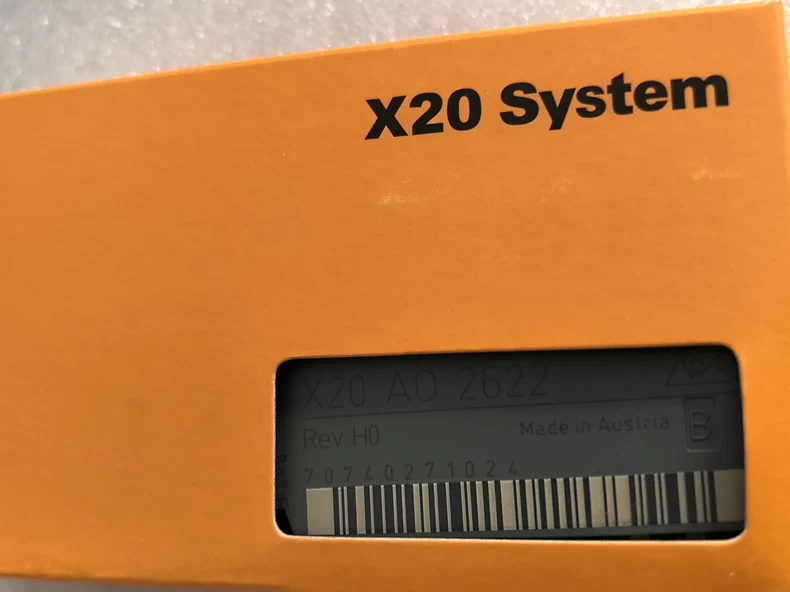 X20 System
X20 AO 2622
Rev. H0
Made in Austria
B
70740271024